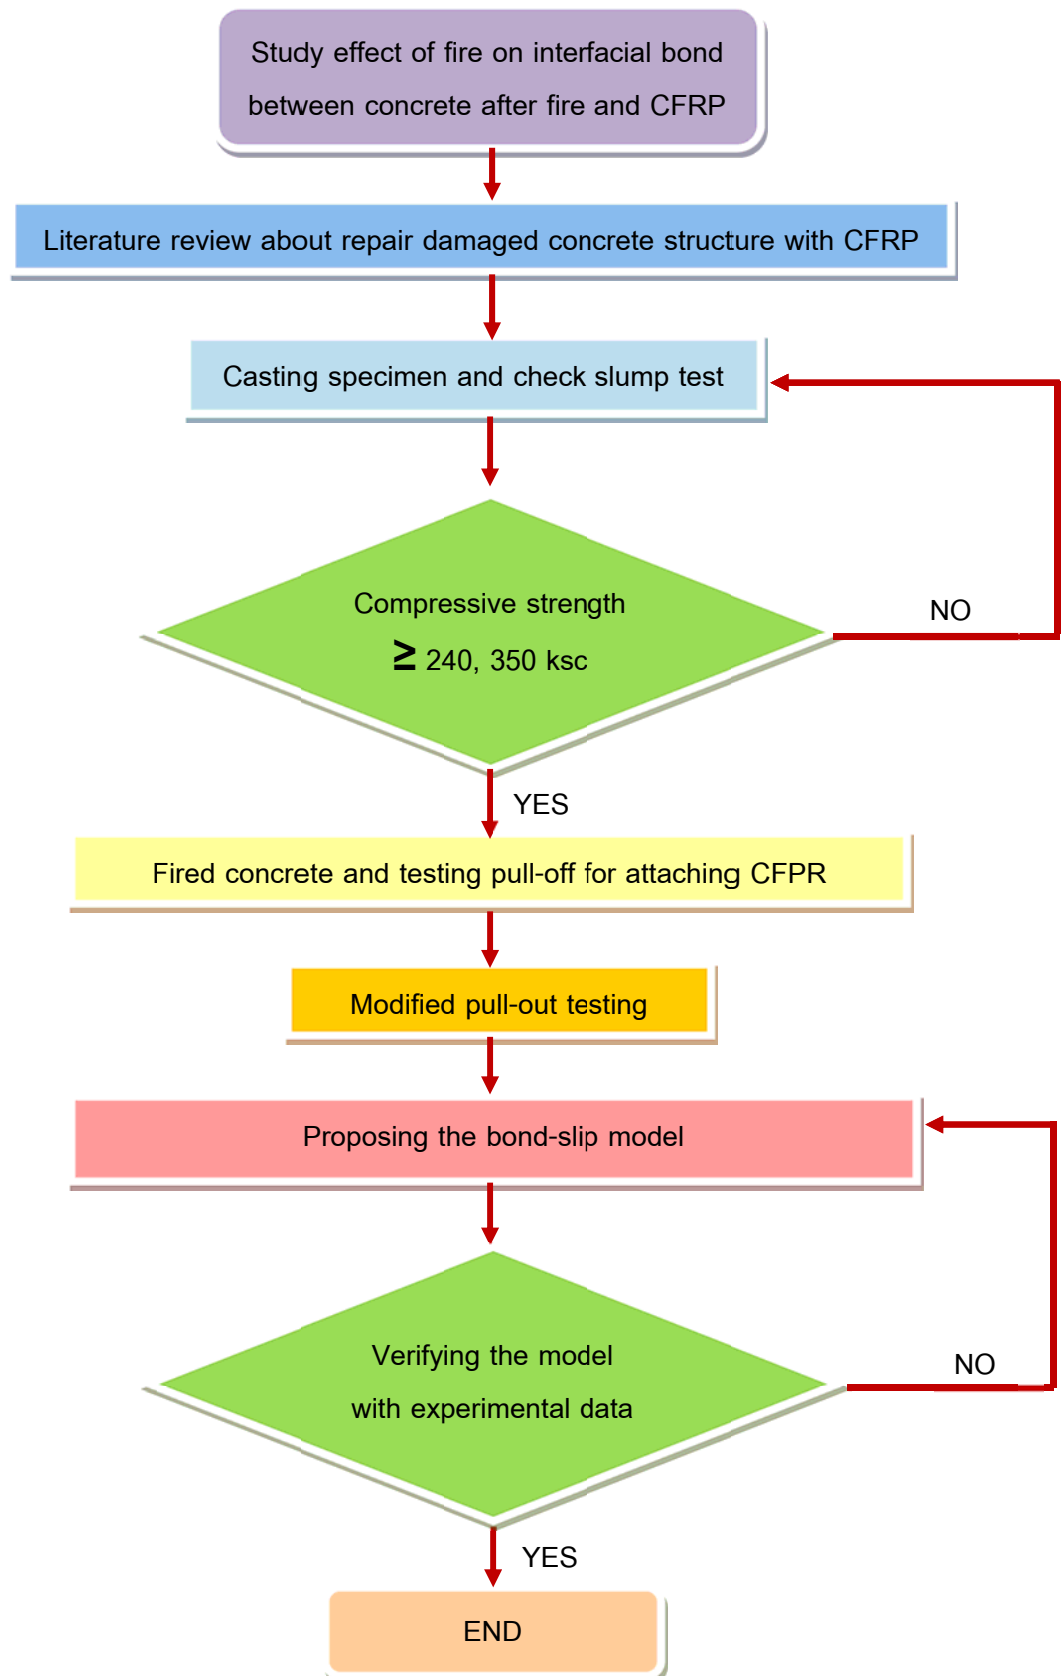 Study effect of fire on interfacial bond
between concrete after fire and CFRP
Literature review about repair damaged concrete structure with CFRP
Casting specimen and check slump test
Compressive strength
≥ 240, 350 ksc
NO
YES
Fired concrete and testing pull-off for attaching CFPR
Modified pull-out testing
Proposing the bond-slip model
Verifying the model
with experimental data
NO
YES
END